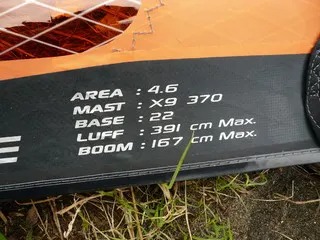 AREA : 4.6
MAST : X9 370
BASE : 22
LUFF : 391 cm Max.
BOOM : 167 cm Max.